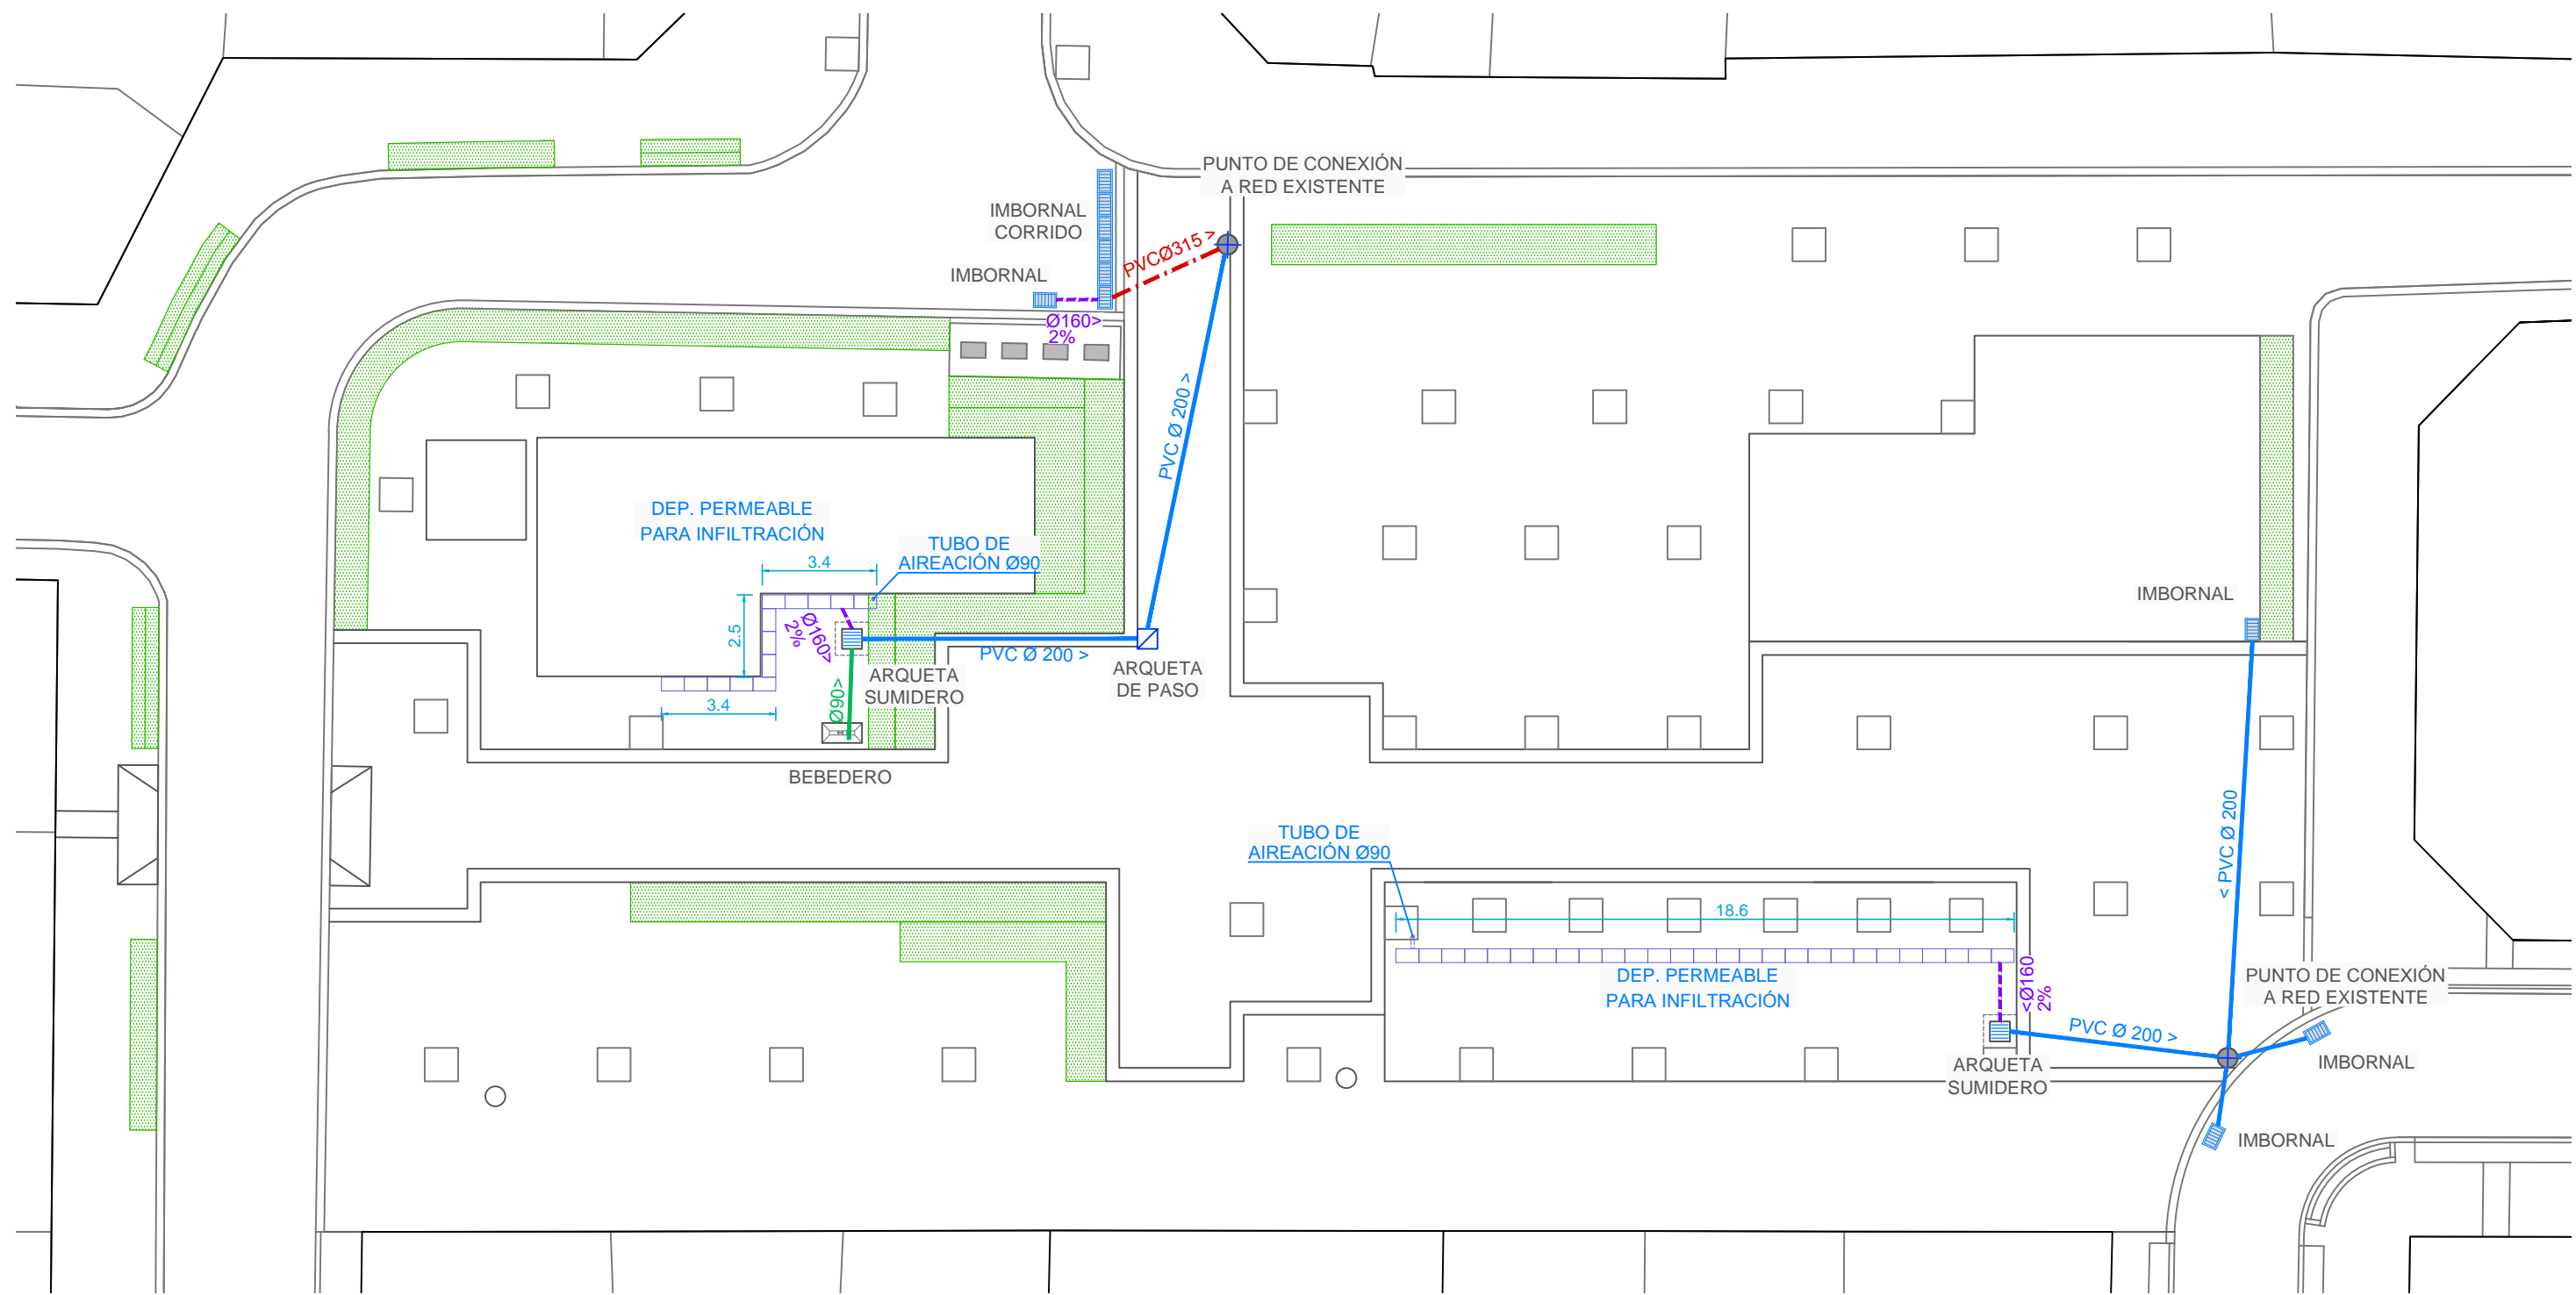 PUNTO DE CONEXIÓN
A RED EXISTENTE
IMBORNAL
CORRIDO
PVCØ315 >
IMBORNAL
Ø160>
2%
PVC Ø 200 >
DEP. PERMEABLE
PARA INFILTRACIÓN
TUBO DE
AIREACIÓN Ø90
3.4
2.5
Ø160>
2%
PVC Ø 200 >
ARQUETA
SUMIDERO
ARQUETA
DE PASO
3.4
Ø90>
BEBEDERO
IMBORNAL
< PVC Ø 200
TUBO DE
AIREACIÓN Ø90
18.6
DEP. PERMEABLE
PARA INFILTRACIÓN
<Ø160
2%
PUNTO DE CONEXIÓN
A RED EXISTENTE
PVC Ø 200 >
ARQUETA
SUMIDERO
IMBORNAL
IMBORNAL